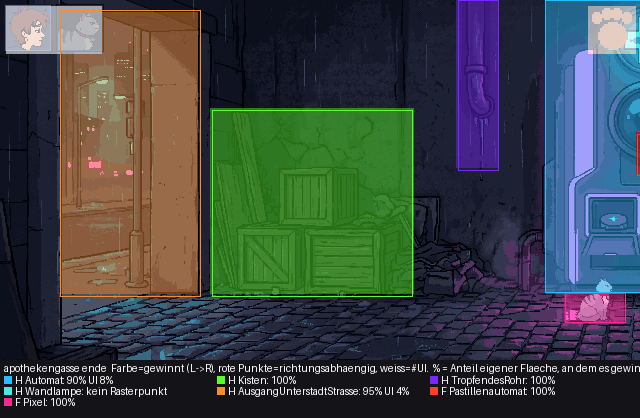 apothekengasse ende Farbe=gewinnt (L->R), rote Punkte=richtungsabhaengig, weiss=#UI. % = Anteil eigener Flaeche, an dem es gewin
H Automat: 90% UI 8%
H Kisten: 100%
H TropfendesRohr: 100%
H Wandlampe: kein Rasterpunkt
H AusgangUnterstadtStrasse: 95% UI 4%
F Pastillenautomat: 100%
F Pixel: 100%